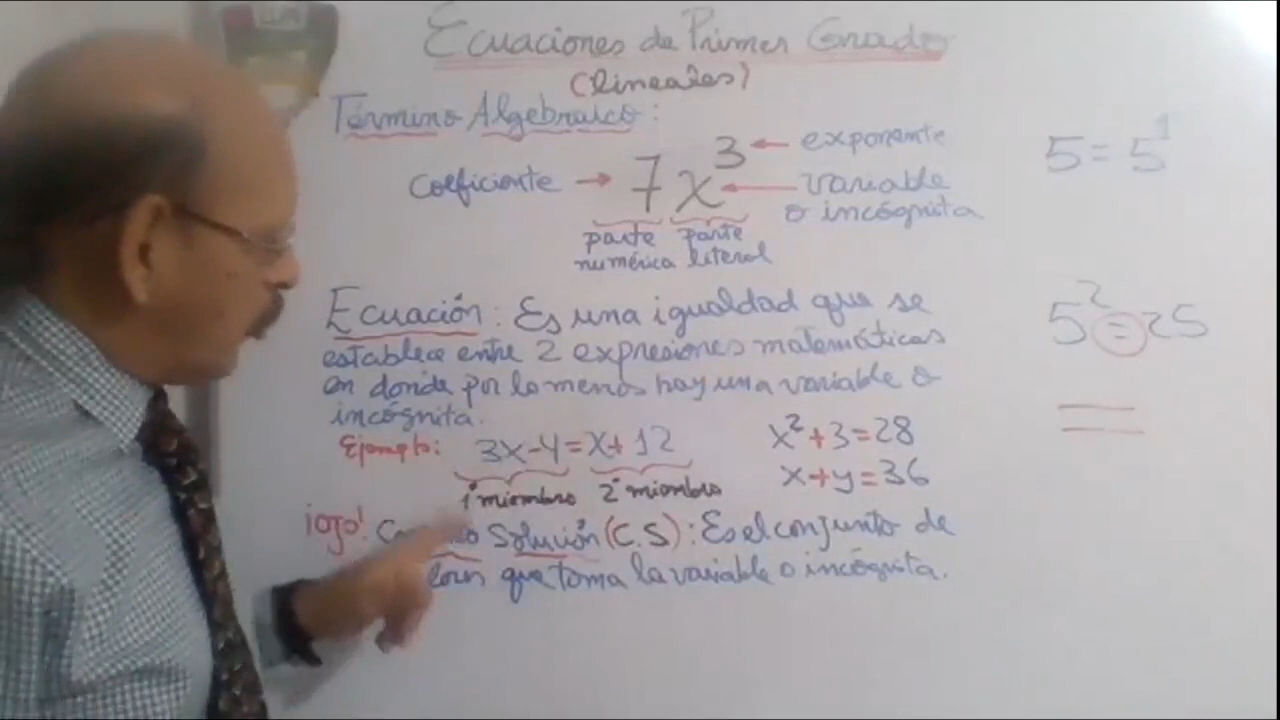 Ecuaciones de Primer Grado
(lineales)
Término Algebraico:
coeficiente → 7x³ ← exponente
← variable
o incógnita
parte parte
numérica literal
5 = 5¹
Ecuación: Es una igualdad que se
establece entre 2 expresiones matemáticas
en donde por lo menos hay una variable o
incógnita.
5² = 25
=
Ejemplo: 3x-4=x+12
1° miembro 2° miembro
x²+3=28
x+y=36
¡OJO! Solución (C.S): Es el conjunto de
que toma la variable o incógnita.